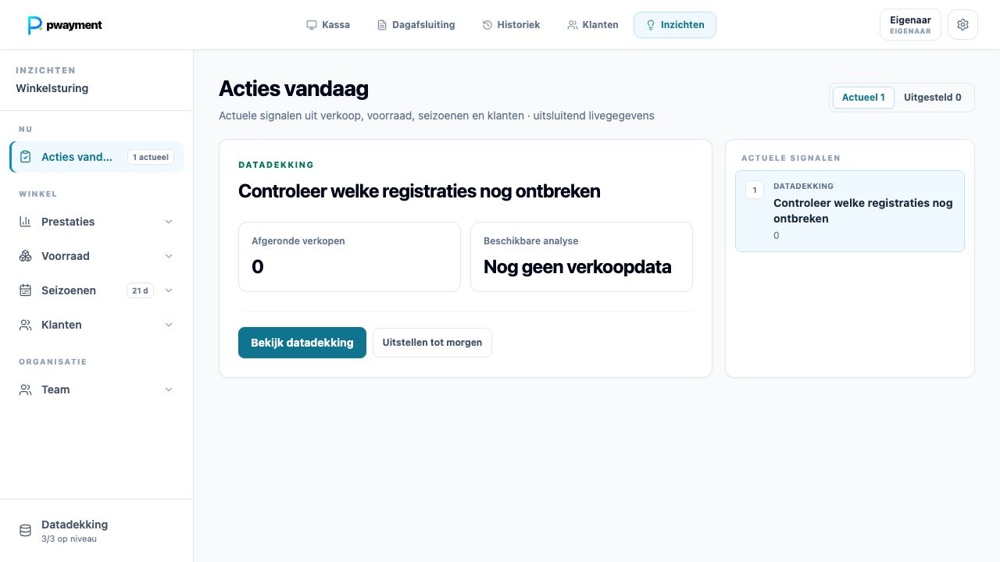 pwayment
Kassa
Dagafsluiting
Historiek
Klanten
Inzichten
Eigenaar
EIGENAAR
INZICHTEN
Winkelsturing
NU
Acties vand...
1 actueel
WINKEL
Prestaties
Voorraad
Seizoenen
21 d
Klanten
ORGANISATIE
Team
Datadekking
3/3 op niveau
Acties vandaag
Actuele signalen uit verkoop, voorraad, seizoenen en klanten · uitsluitend livegegevens
Actueel 1
Uitgesteld 0
DATADEKKING
Controleer welke registraties nog ontbreken
Afgeronde verkopen
0
Beschikbare analyse
Nog geen verkoopdata
Bekijk datadekking
Uitstellen tot morgen
ACTUELE SIGNALEN
1
DATADEKKING
Controleer welke registraties nog
ontbreken
0